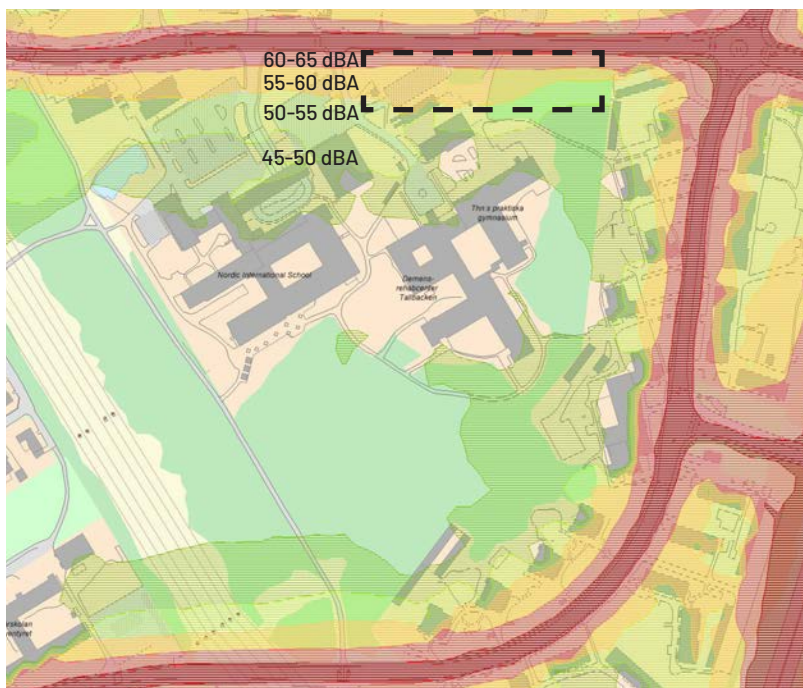 60-65 dBA
55-60 dBA
50-55 dBA
45-50 dBA
Thn:s praktiska
gymnasium
Nordic International School
Demens-
rehabcenter
Tallbacken